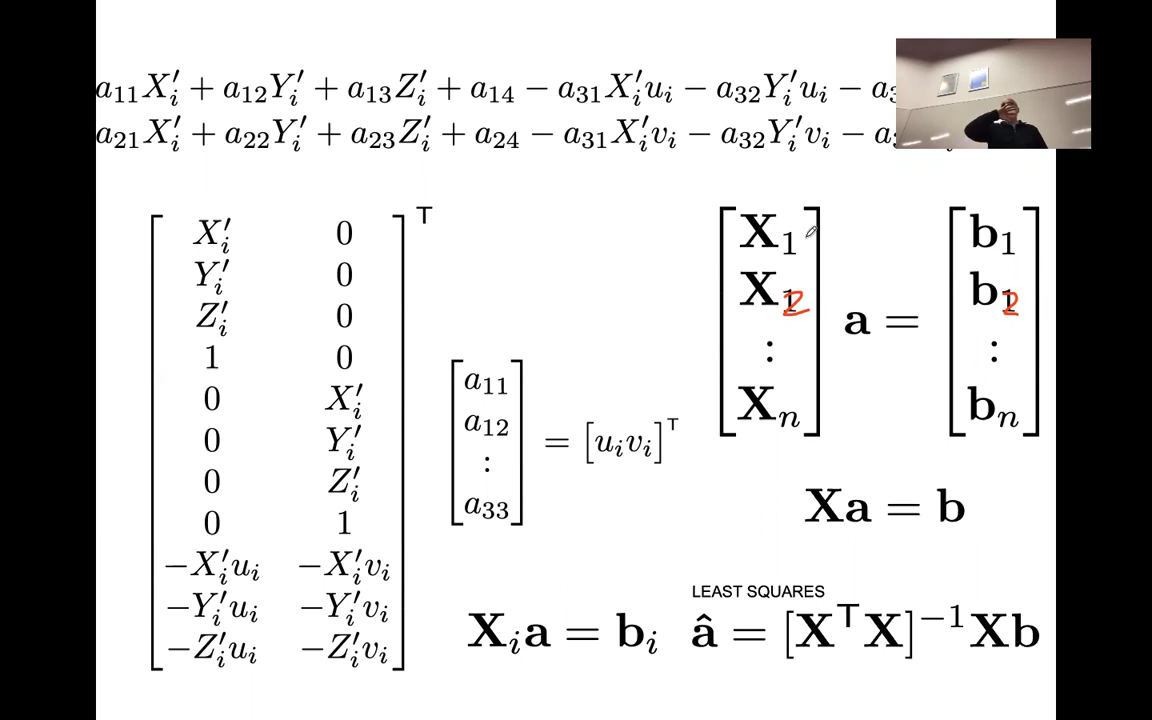 a₁₁X′ᵢ + a₁₂Y′ᵢ + a₁₃Z′ᵢ + a₁₄ − a₃₁X′ᵢuᵢ − a₃₂Y′ᵢuᵢ −
a₂₁X′ᵢ + a₂₂Y′ᵢ + a₂₃Z′ᵢ + a₂₄ − a₃₁X′ᵢvᵢ − a₃₂Y′ᵢvᵢ −
X′ᵢ 0 T
Y′ᵢ 0
Z′ᵢ 0
1 0
0 X′ᵢ
0 Y′ᵢ
0 Z′ᵢ
0 1
−X′ᵢuᵢ −X′ᵢvᵢ
−Y′ᵢuᵢ −Y′ᵢvᵢ
−Z′ᵢuᵢ −Z′ᵢvᵢ
a₁₁
a₁₂
:
a₃₃
= [uᵢvᵢ]ᵀ
X₁
X₂
:
Xₙ
a =
b₁
b₂
:
bₙ
Xa = b
Xᵢa = bᵢ
LEAST SQUARES
â = [XᵀX]⁻¹Xb